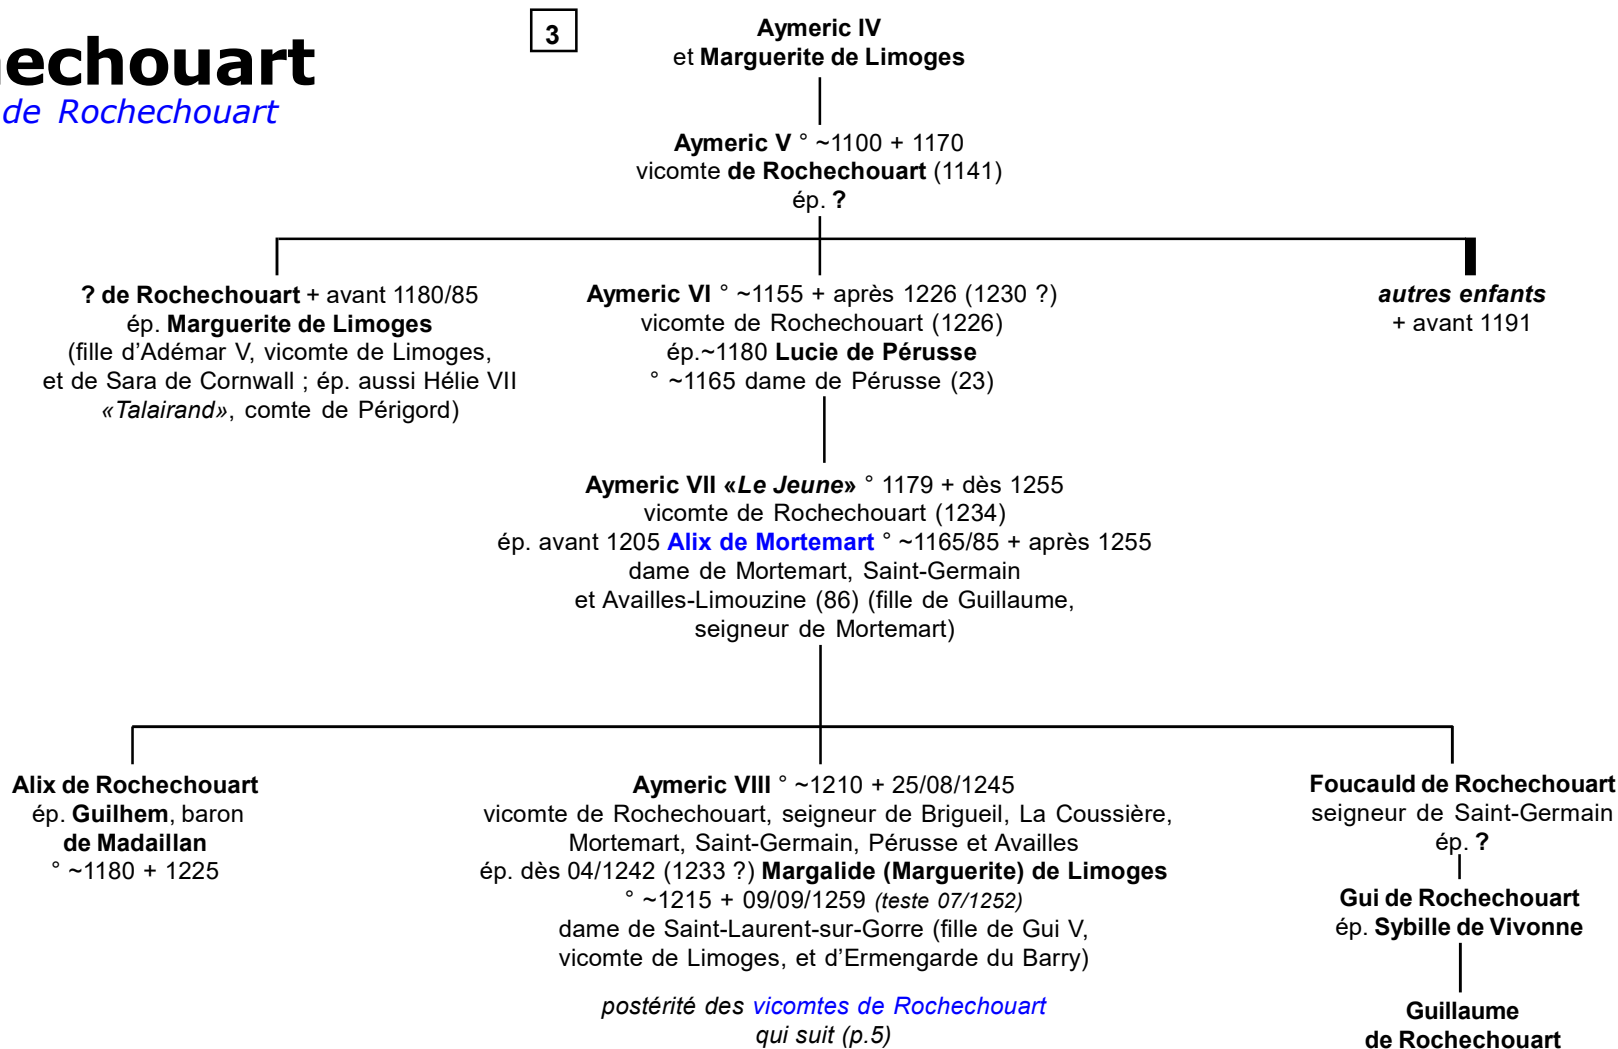 echouart
de Rochechouart
3
Aymeric IV
et Marguerite de Limoges
Aymeric V ° ~1100 + 1170
vicomte de Rochechouart (1141)
ép. ?
? de Rochechouart + avant 1180/85
ép. Marguerite de Limoges
(fille d'Adémar V, vicomte de Limoges,
et de Sara de Cornwall ; ép. aussi Hélie VII
«Talairand», comte de Périgord)
Aymeric VI ° ~1155 + après 1226 (1230 ?)
vicomte de Rochechouart (1226)
ép.~1180 Lucie de Pérusse
° ~1165 dame de Pérusse (23)
autres enfants
+ avant 1191
Aymeric VII «Le Jeune» ° 1179 + dès 1255
vicomte de Rochechouart (1234)
ép. avant 1205 Alix de Mortemart ° ~1165/85 + après 1255
dame de Mortemart, Saint-Germain
et Availles-Limouzine (86) (fille de Guillaume,
seigneur de Mortemart)
Alix de Rochechouart
ép. Guilhem, baron
de Madaillan
° ~1180 + 1225
Aymeric VIII ° ~1210 + 25/08/1245
vicomte de Rochechouart, seigneur de Brigueil, La Coussière,
Mortemart, Saint-Germain, Pérusse et Availles
ép. dès 04/1242 (1233 ?) Margalide (Marguerite) de Limoges
° ~1215 + 09/09/1259 (teste 07/1252)
dame de Saint-Laurent-sur-Gorre (fille de Gui V,
vicomte de Limoges, et d'Ermengarde du Barry)
postérité des vicomtes de Rochechouart
qui suit (p.5)
Foucauld de Rochechouart
seigneur de Saint-Germain
ép. ?
Gui de Rochechouart
ép. Sybille de Vivonne
Guillaume
de Rochechouart